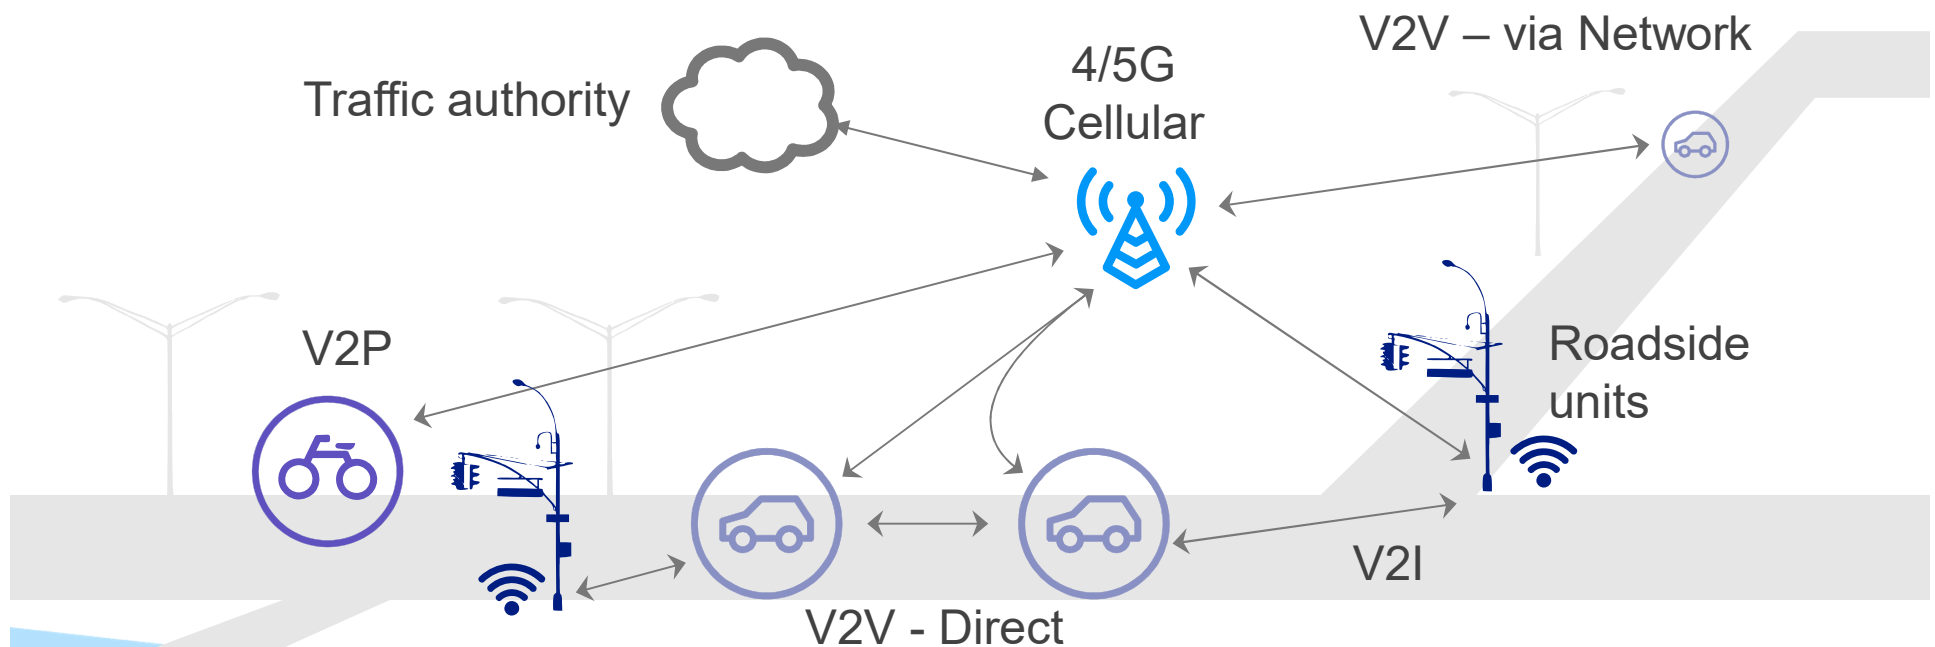 V2V – via Network
4/5G
Cellular
Traffic authority
V2P
Roadside
units
V2I
V2V - Direct